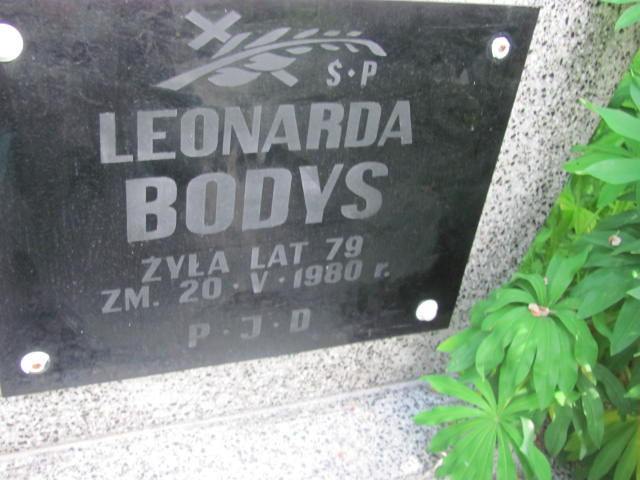 Ś·P
LEONARDA
BODYS
ŻYŁA LAT 79
ZM. 20·V·1980 r.
P·J·D